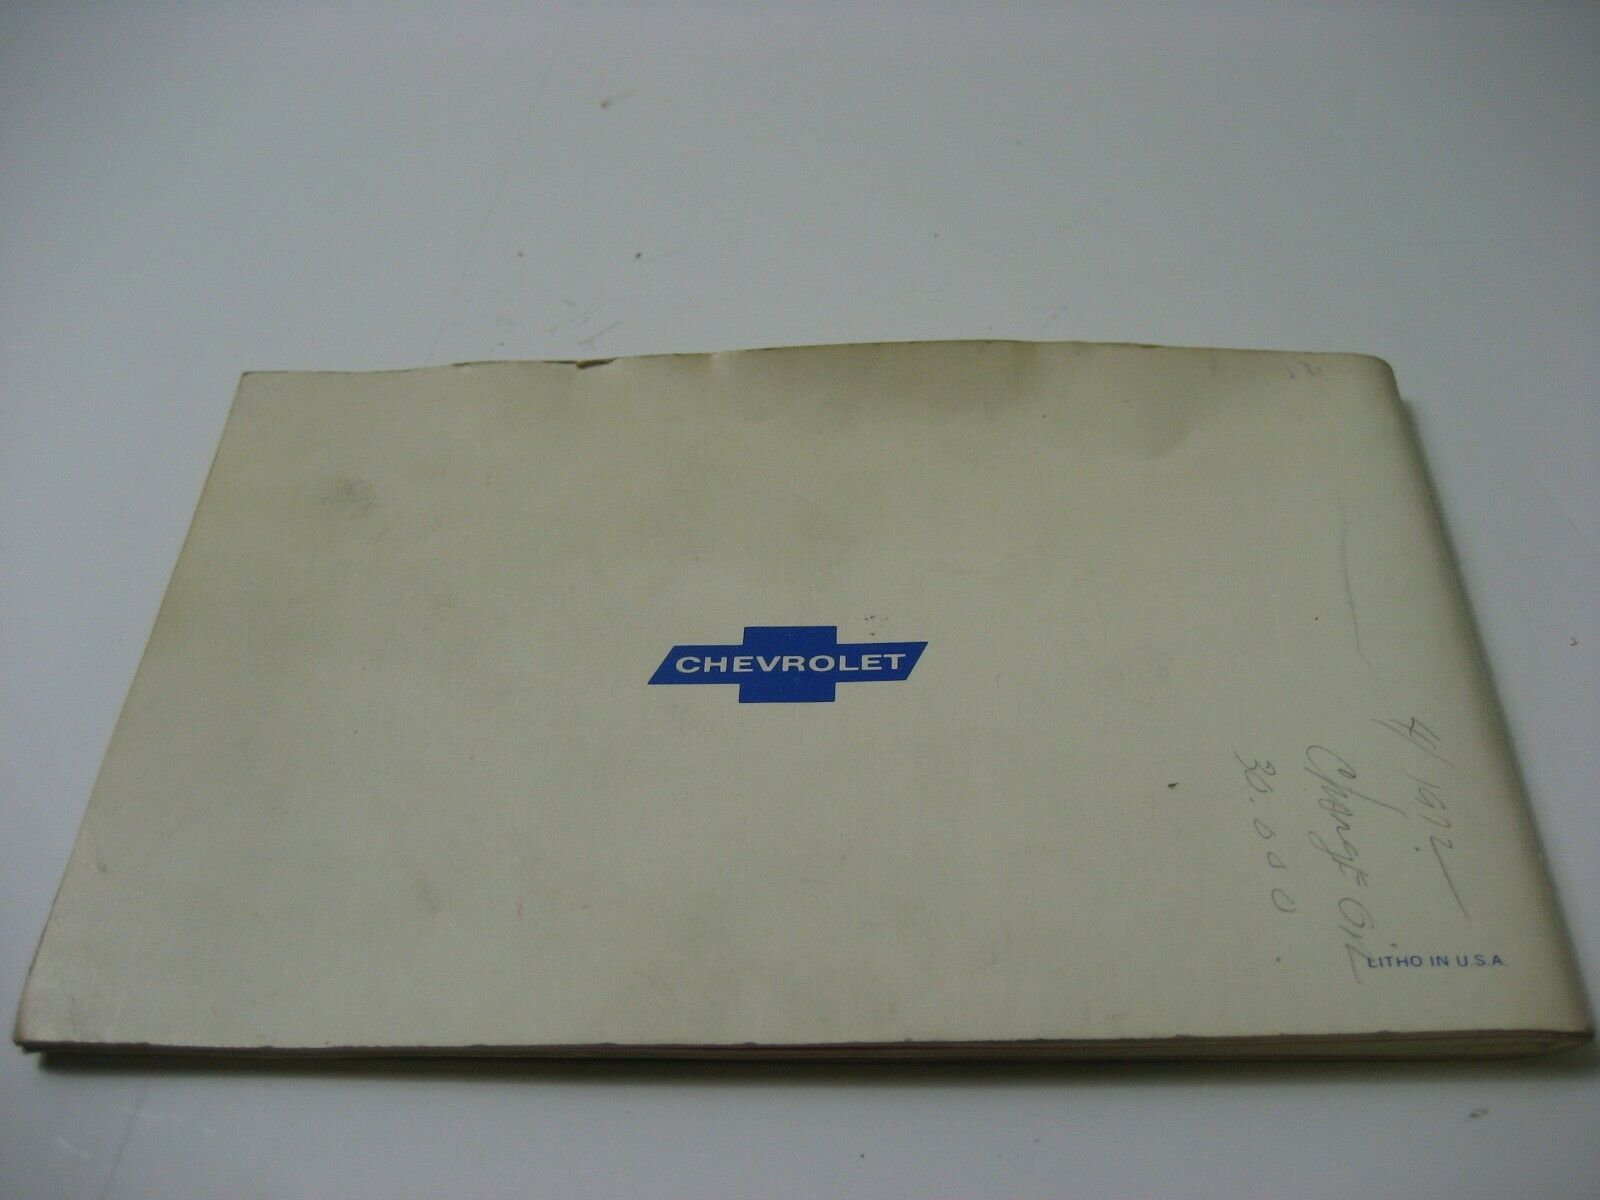 CHEVROLET
4/1972
Change Oil
30.000.
LITHO IN U.S.A.